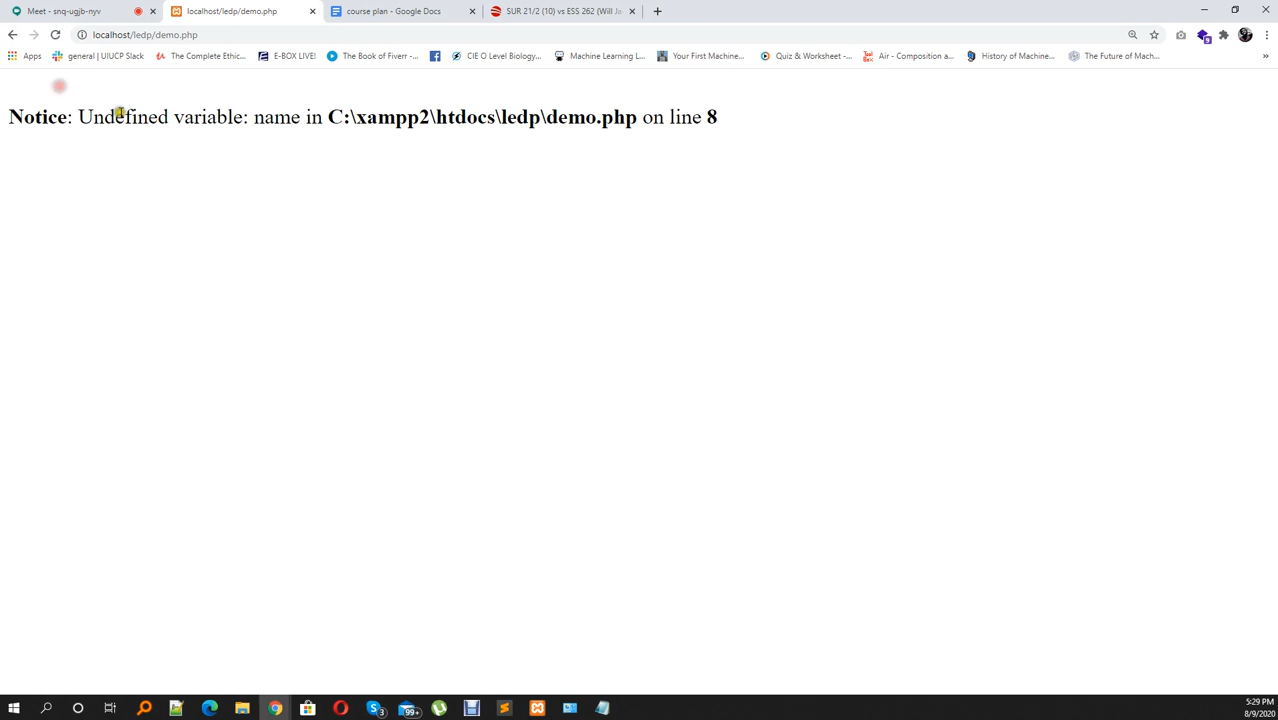 Meet - snq-ugjb-nyv
localhost/ledp/demo.php
course plan - Google Docs
SUR 21/2 (10) vs ESS 262 (Will Ja
localhost/ledp/demo.php
9
Apps
general | UIUCP Slack
The Complete Ethic...
E-BOX LIVE!
The Book of Fiverr -...
CIE O Level Biology...
Machine Learning L...
Your First Machine...
Quiz & Worksheet -...
Air - Composition a...
History of Machine...
The Future of Mach...
»
Notice: Undefined variable: name in C:\xampp2\htdocs\ledp\demo.php on line 8
3
99+
5:29 PM
8/9/2020